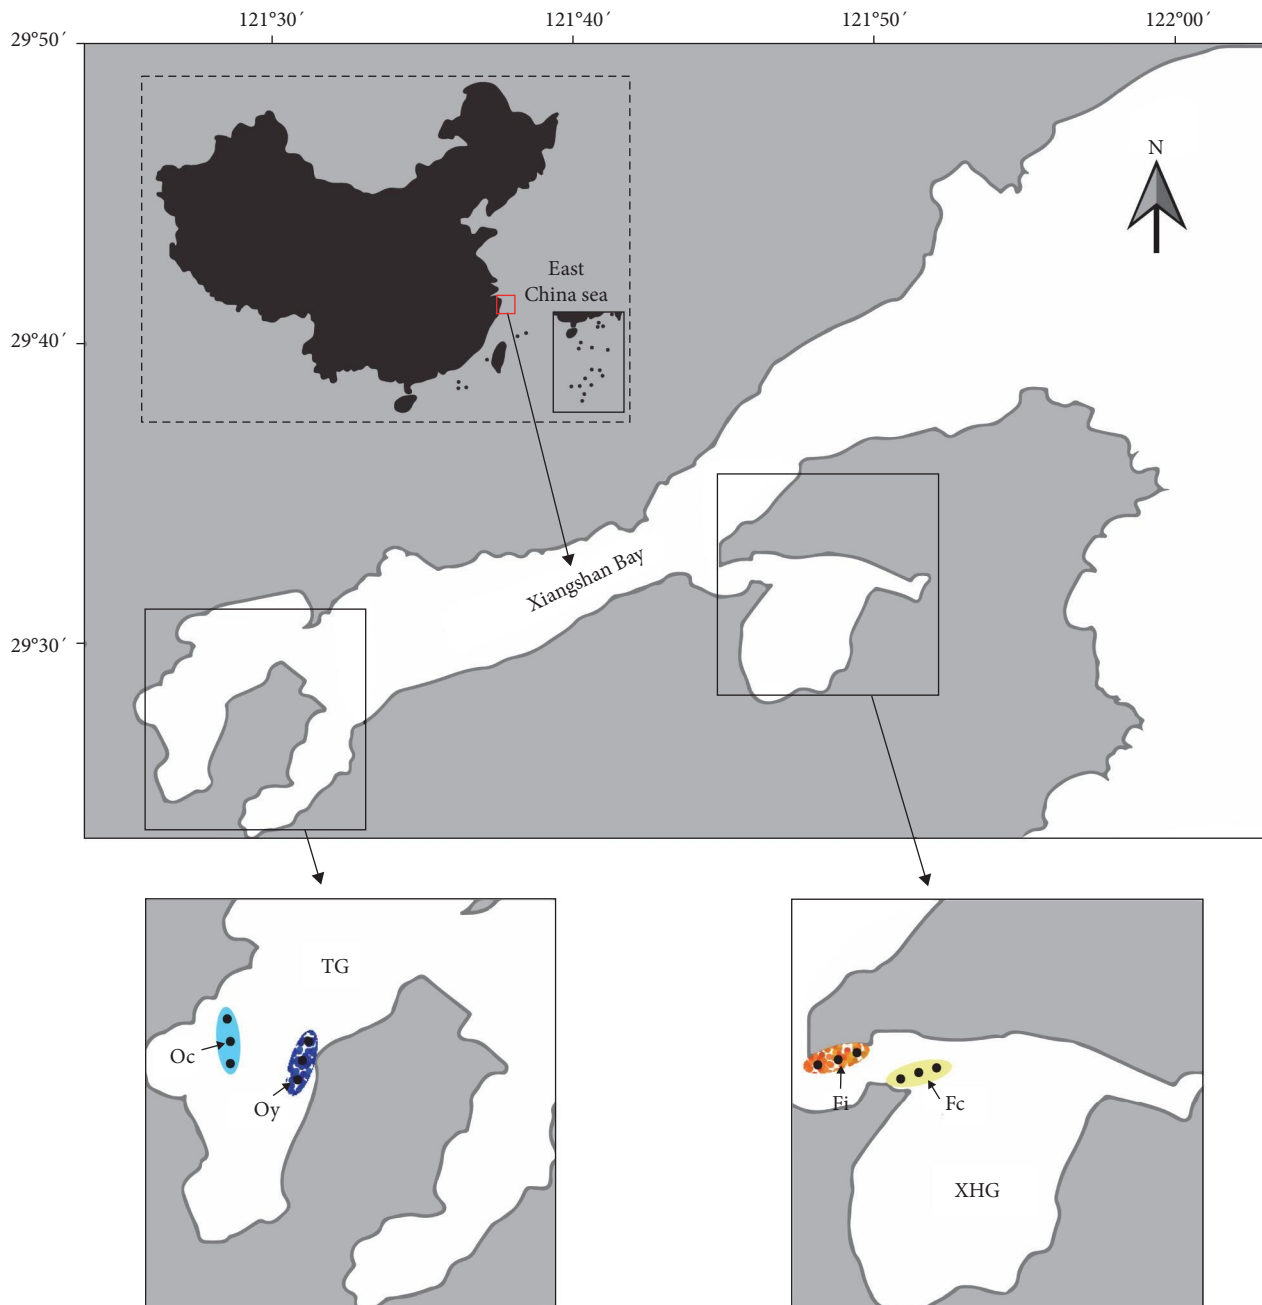 121°30′
121°40′
121°50′
122°00′
29°50′
N
East
China sea
29°40′
Xiangshan Bay
29°30′
TG
Oc
Oy
Fi
Fc
XHG